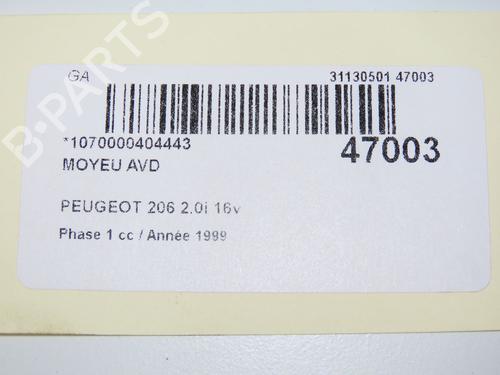 GA 31130501 47003
*1070000404443 47003
MOYEU AVD
PEUGEOT 206 2.0i 16v
Phase 1 cc / Année 1999
B-PARTS